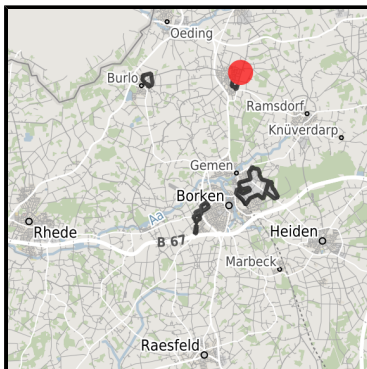 Oeding
Burlo
Ramsdorf
Knüverdarp
Gemen
Borken
Aa
Rhede
B 67
Heiden
Marbeck
Raesfeld